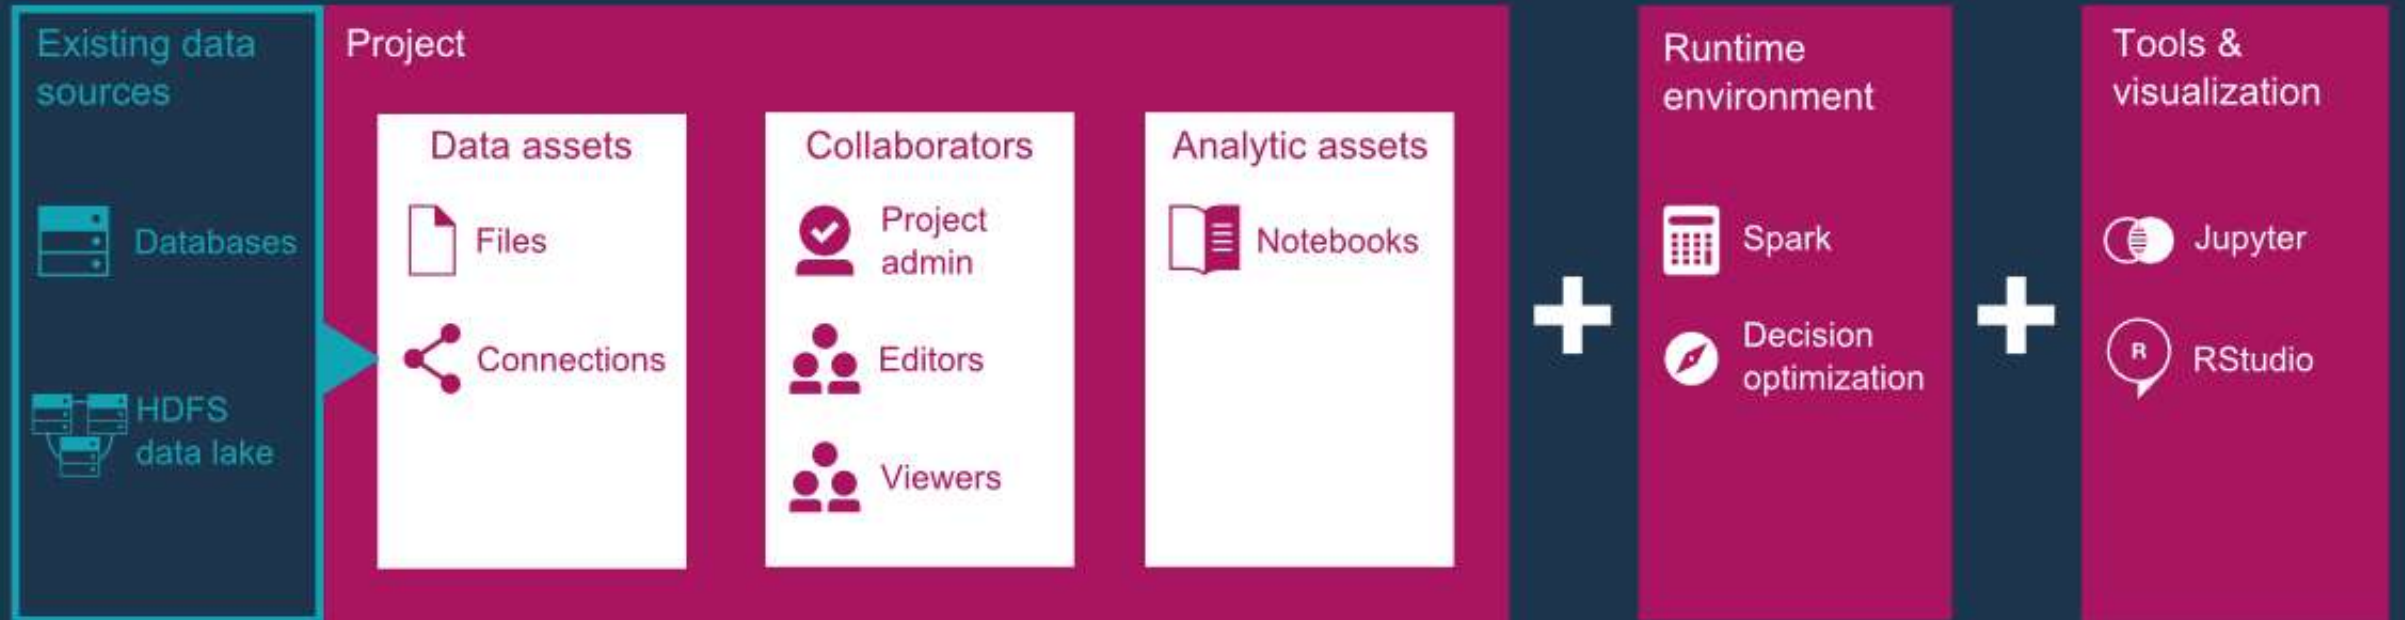 Existing data
sources
Databases
HDFS
data lake
Project
Data assets
Files
Connections
Collaborators
Project
admin
Editors
Viewers
Analytic assets
Notebooks
Runtime
environment
Spark
Decision
optimization
Tools &
visualization
Jupyter
R
RStudio